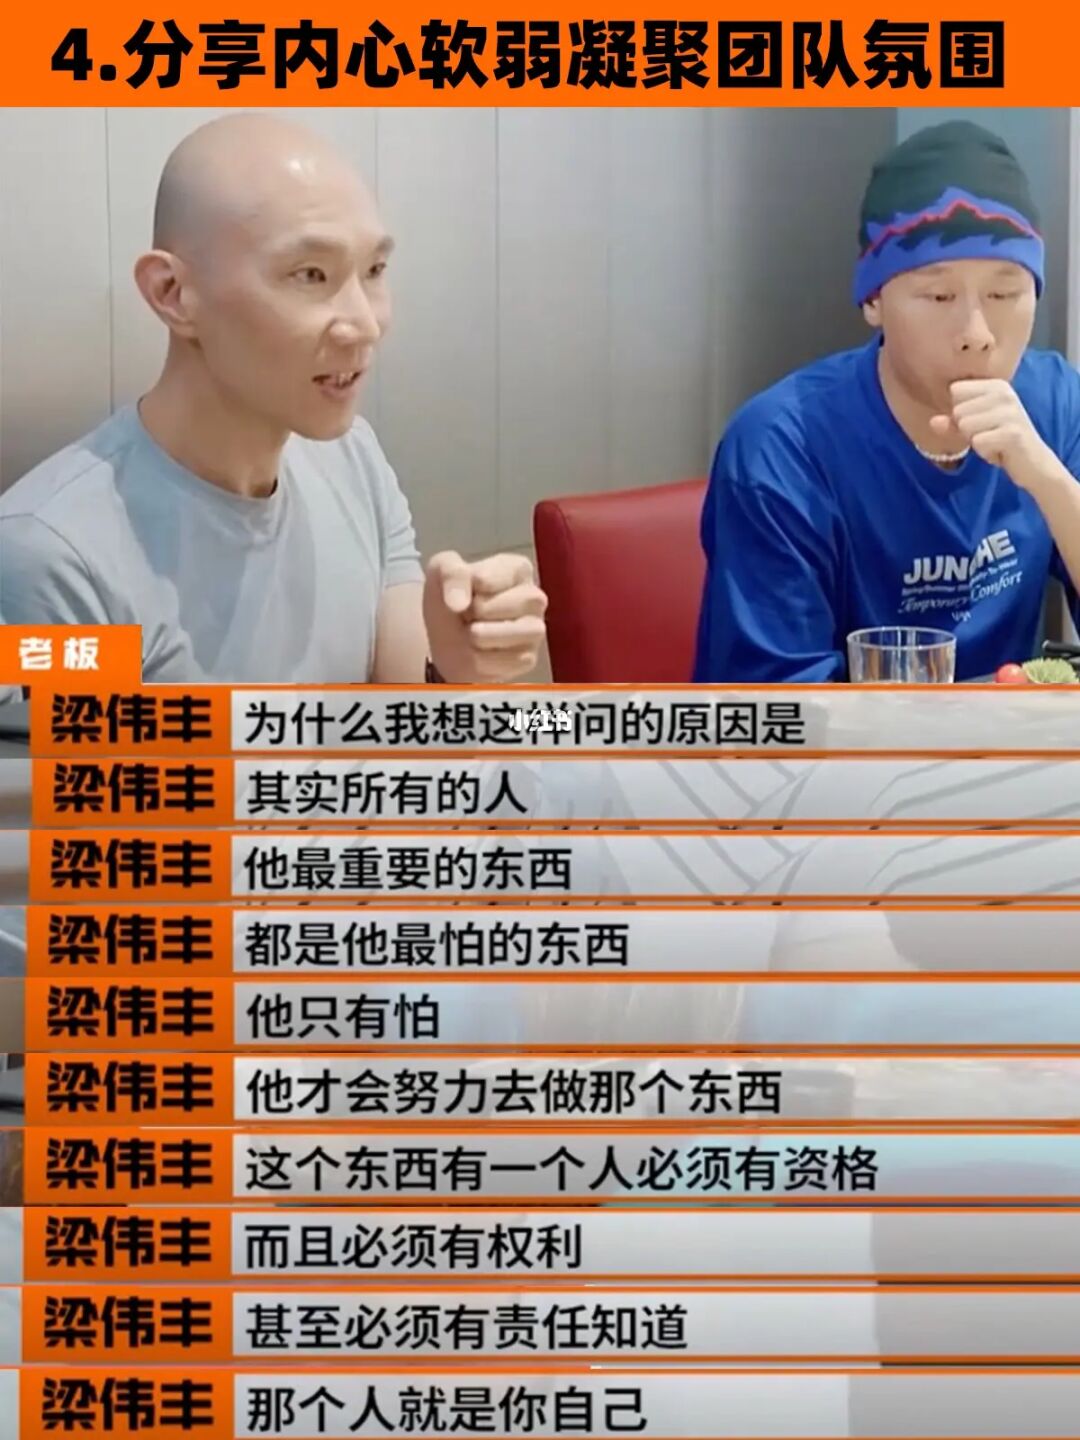 4.分享内心软弱凝聚团队氛围
JUN HE
Temporary Comfort
老板
梁伟丰 为什么我想这样问的原因是
小红书
梁伟丰 其实所有的人
梁伟丰 他最重要的东西
梁伟丰 都是他最怕的东西
梁伟丰 他只有怕
梁伟丰 他才会努力去做那个东西
梁伟丰 这个东西有一个人必须有资格
梁伟丰 而且必须有权利
梁伟丰 甚至必须有责任知道
梁伟丰 那个人就是你自己